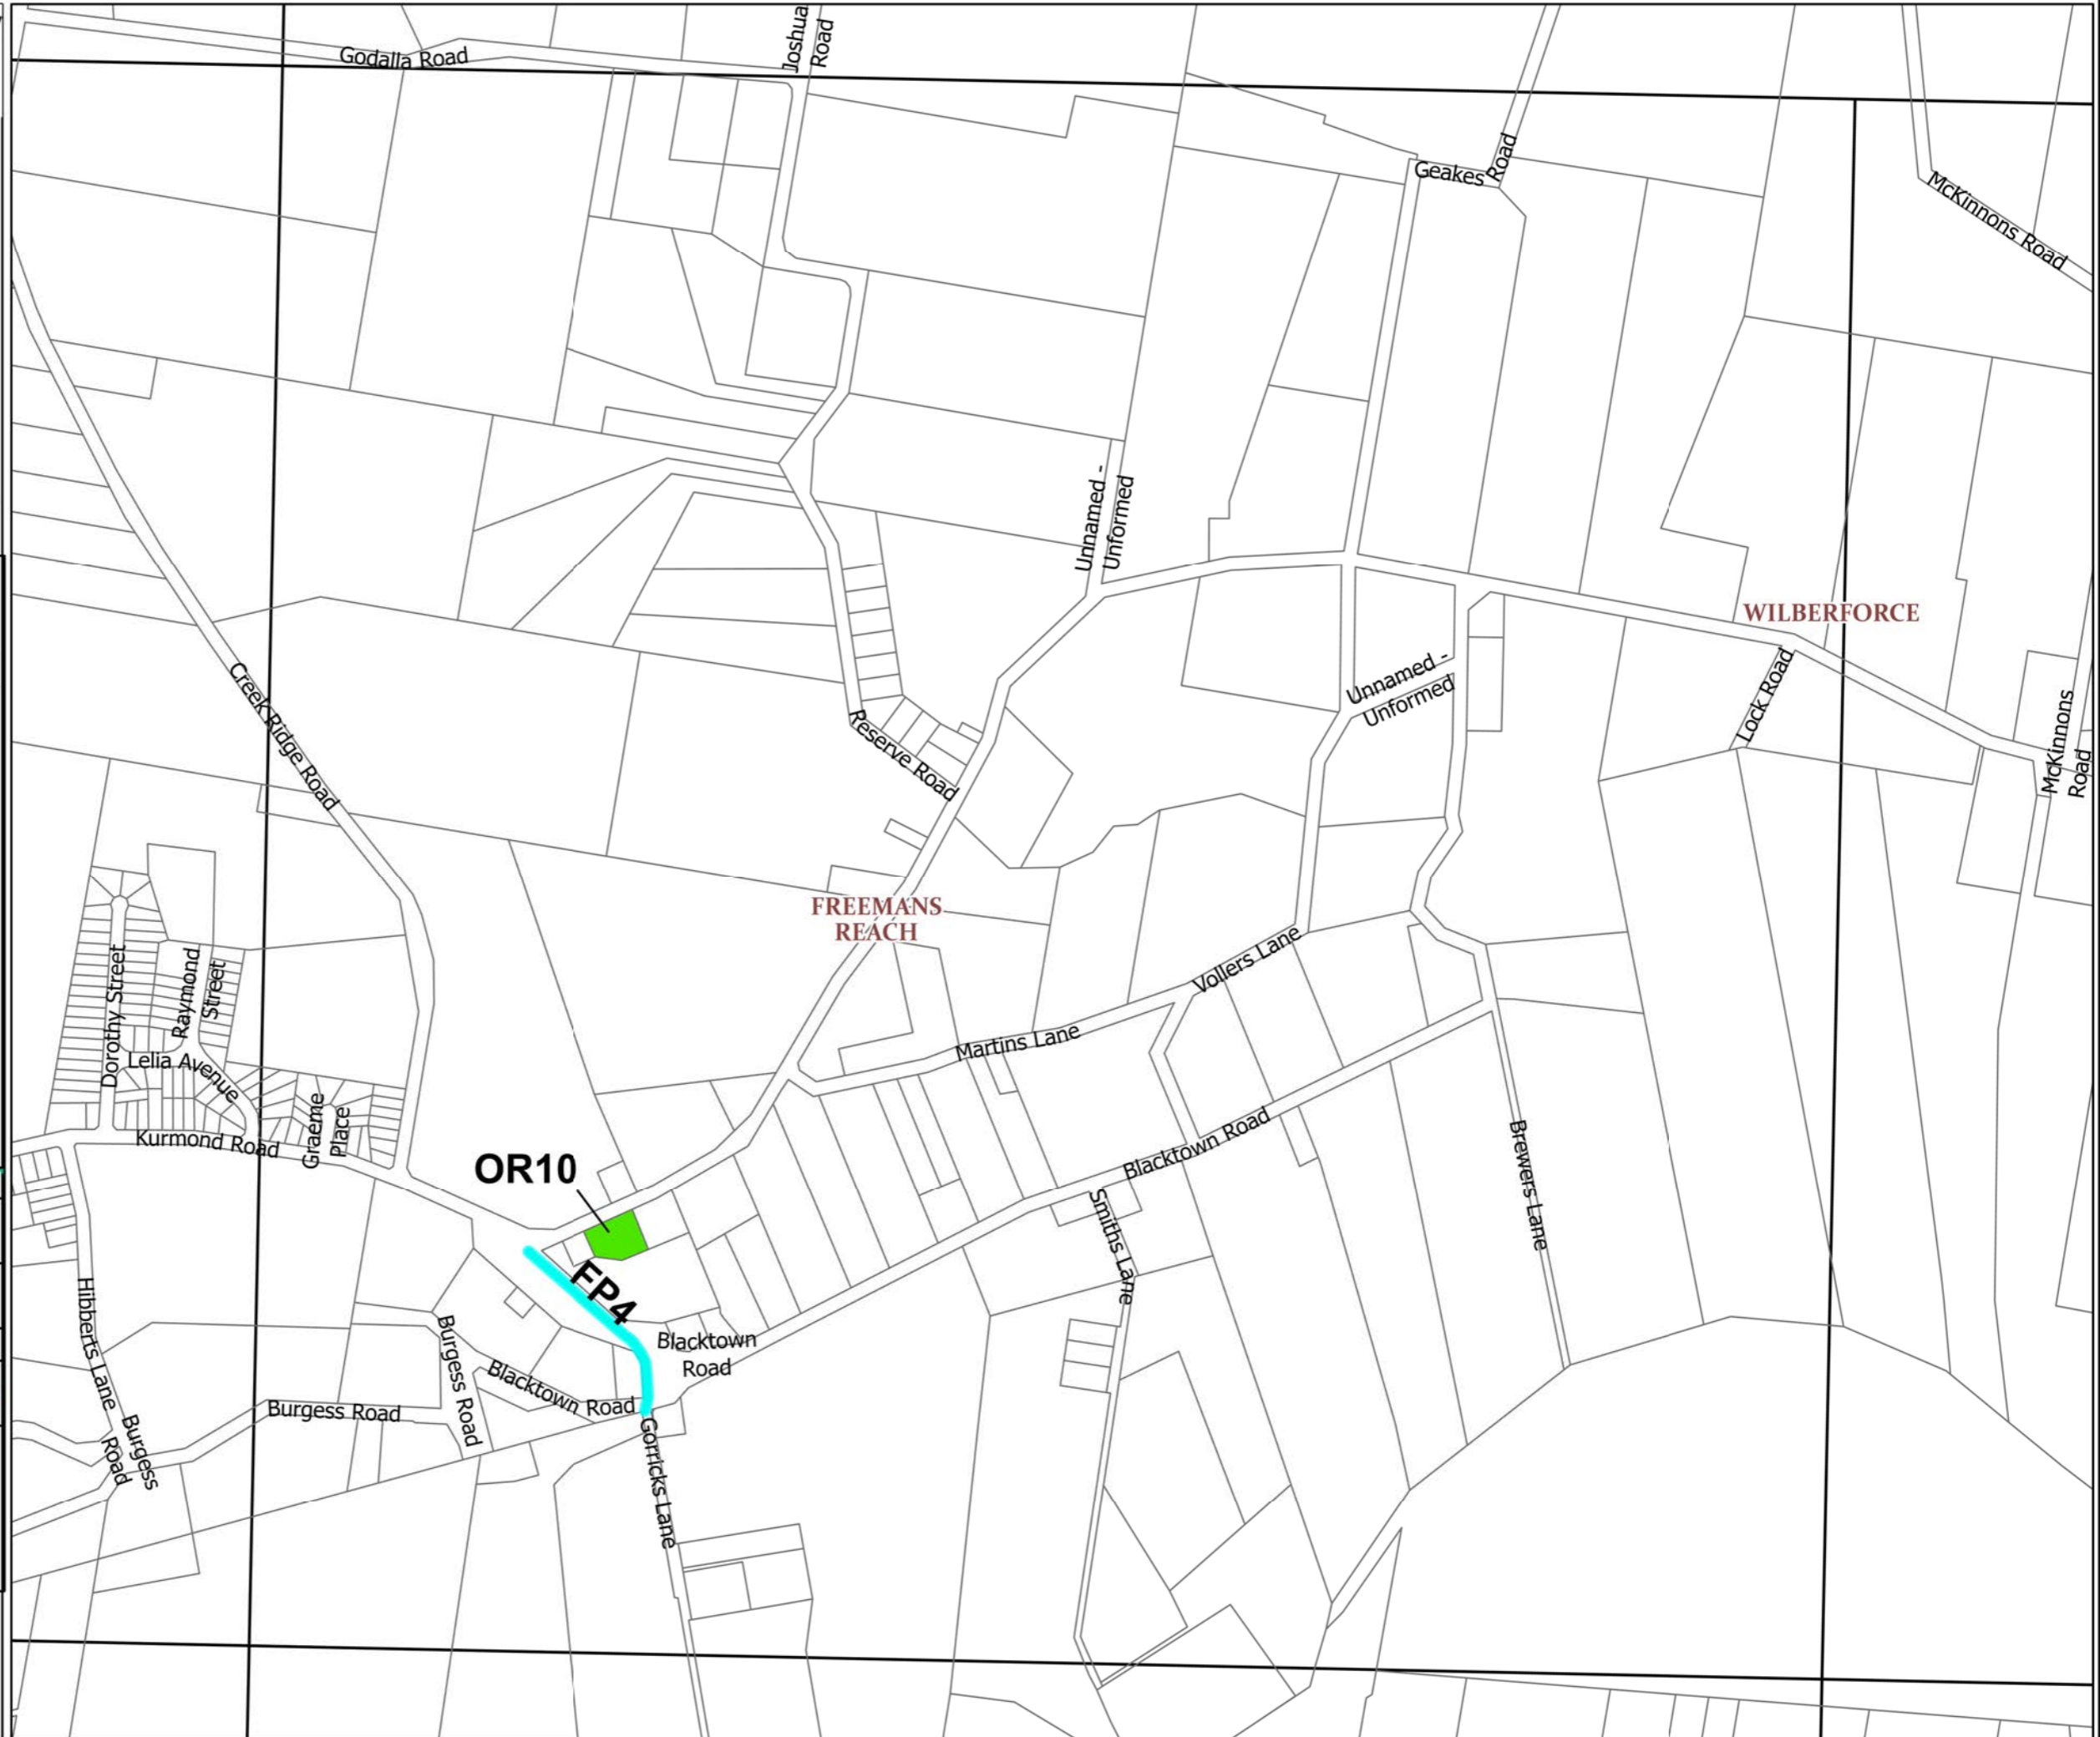 Joshua
Road
Godalla Road
Geakes Road
McKinnons Road
Unnamed -
Unformed
WILBERFORCE
Unnamed -
Unformed
Lock Road
Creek Ridge Road
Reserve Road
McKinnons
Road
FREEMANS
REACH
Vollers Lane
Dorothy Street
Raymond
Street
Martins Lane
Lelia Avenue
Graeme
Place
Kurmond Road
Blacktown Road
Brewers Lane
OR10
Smiths Lane
FP4
Hibberts Lane
Burgess Road
Blacktown
Road
Blacktown Road
Burgess Road
Burgess
Road
Gorricks Lane